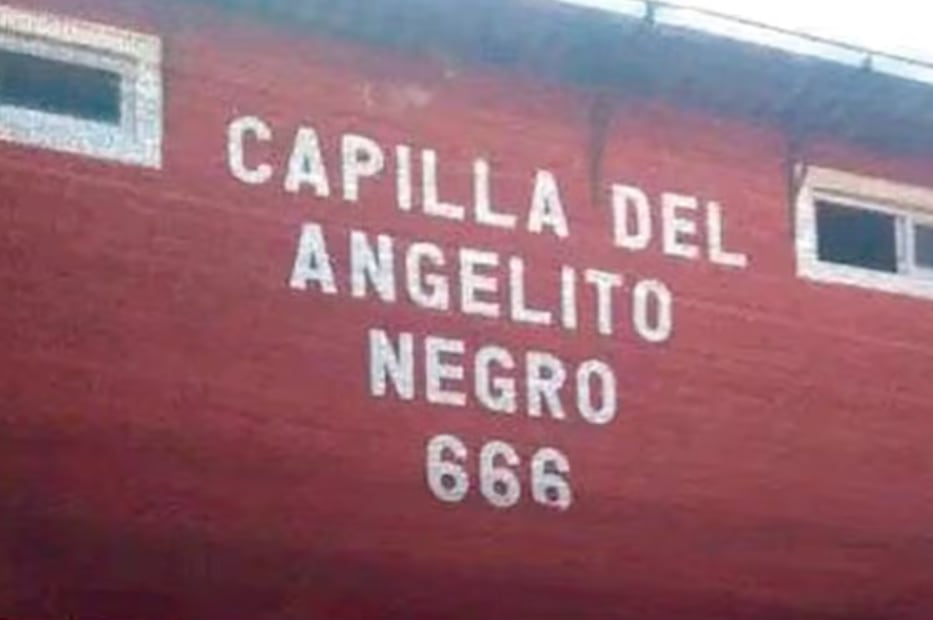 CAPILLA DEL
ANGELITO
NEGRO
666